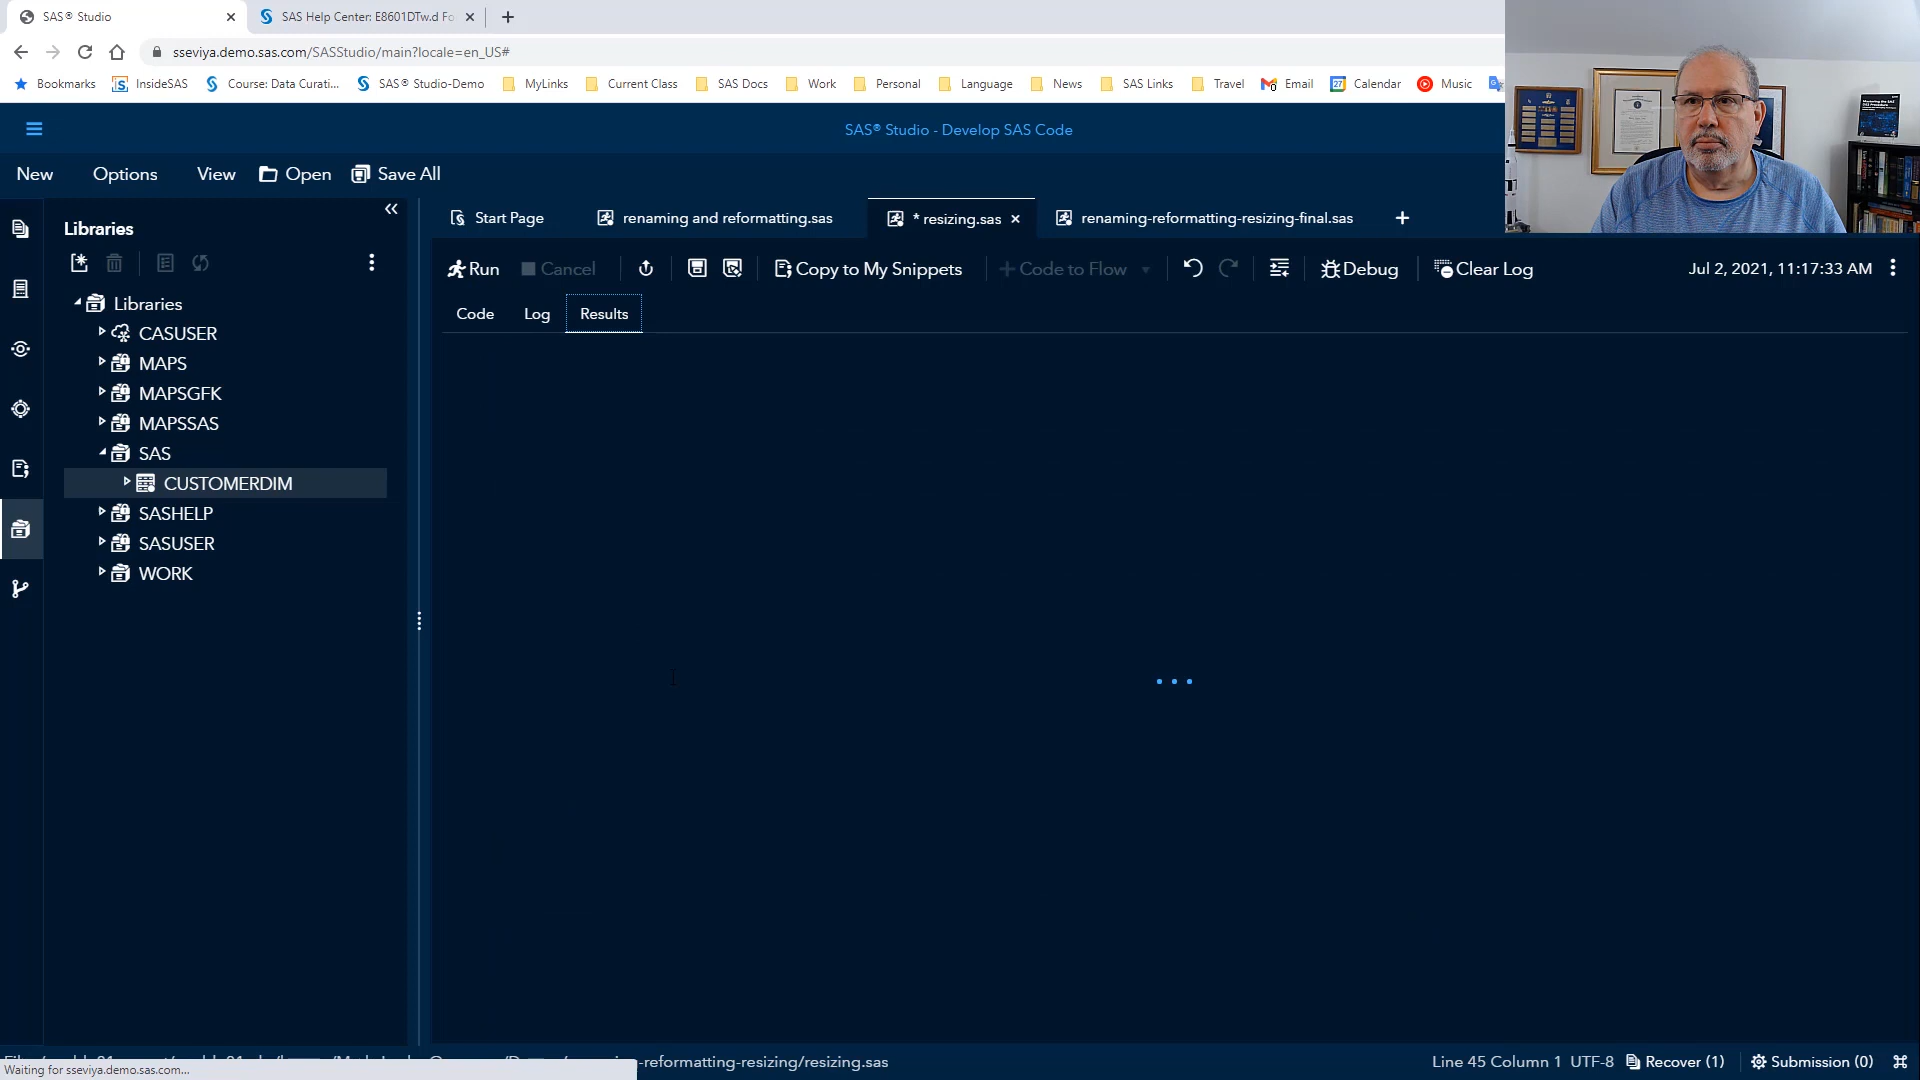 SAS® Studio
SAS Help Center: E8601DTw.d Fo
sseviya.demo.sas.com/SASStudio/main?locale=en_US#
Bookmarks InsideSAS Course: Data Curati... SAS® Studio-Demo MyLinks Current Class SAS Docs Work Personal Language News SAS Links Travel Email Calendar Music
SAS® Studio - Develop SAS Code
New Options View Open Save All
Libraries
Libraries
CASUSER
MAPS
MAPSGFK
MAPSSAS
SAS
CUSTOMERDIM
SASHELP
SASUSER
WORK
Start Page renaming and reformatting.sas * resizing.sas renaming-reformatting-resizing-final.sas
Run Cancel Copy to My Snippets Code to Flow Debug Clear Log Jul 2, 2021, 11:17:33 AM
Code Log Results
-reformatting-resizing/resizing.sas Line 45 Column 1 UTF-8 Recover (1) Submission (0)
Waiting for sseviya.demo.sas.com...